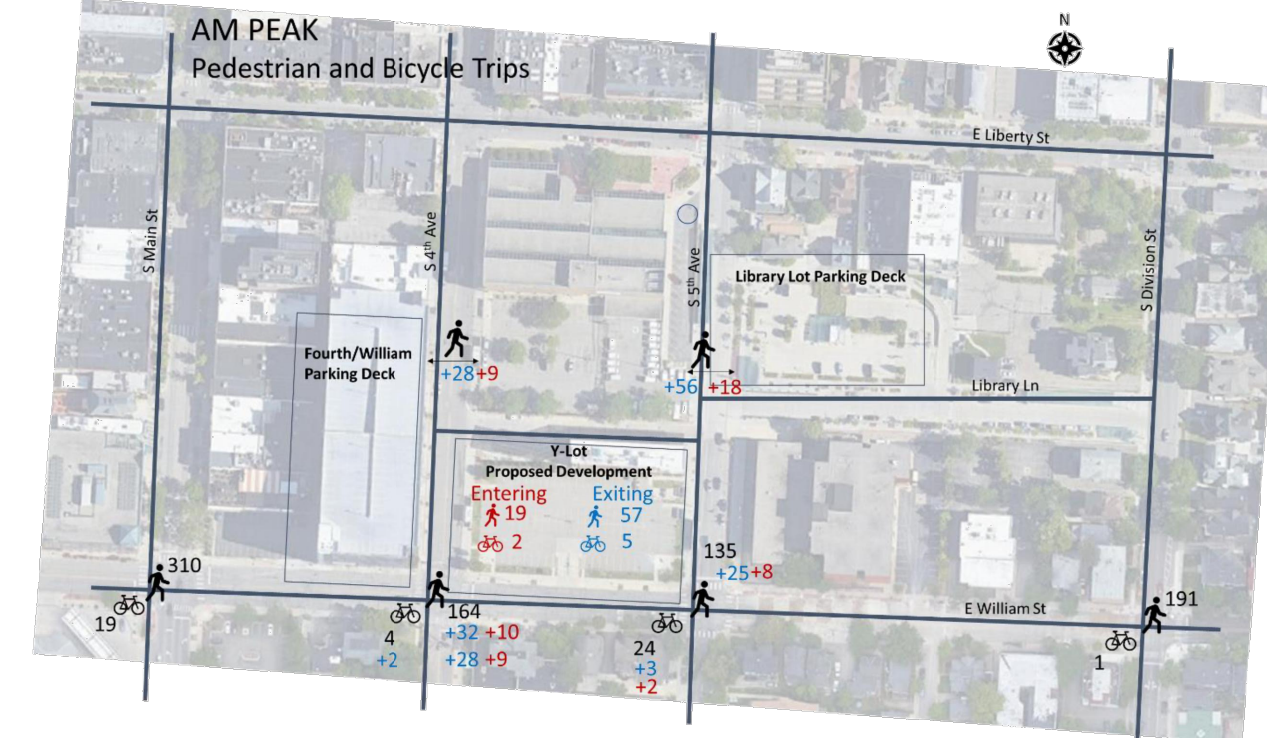 AM PEAK
Pedestrian and Bicycle Trips
N
E Liberty St
S Main St
S 4th Ave
S 5th Ave
S Division St
Library Lot Parking Deck
Fourth/William
Parking Deck
+28 +9
+56 +18
Library Ln
Y-Lot
Proposed Development
Entering Exiting
19 57
2 5
310
19
135
+25 +8
164
+32 +10
+28 +9
4
+2
24
+3
+2
E William St
191
1